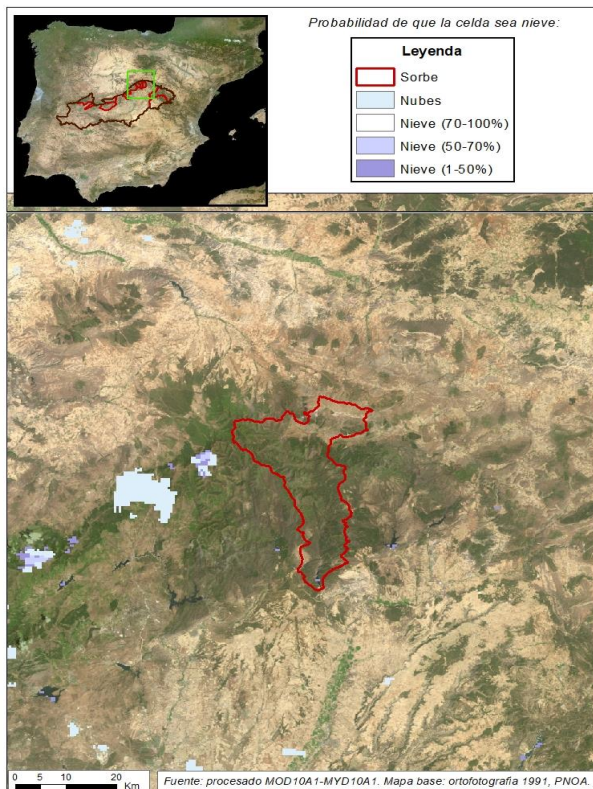 Probabilidad de que la celda sea nieve:
Leyenda
Sorbe
Nubes
Nieve (70-100%)
Nieve (50-70%)
Nieve (1-50%)
0 5 10 20
Km
Fuente: procesado MOD10A1-MYD10A1. Mapa base: ortofotografía 1991, PNOA.